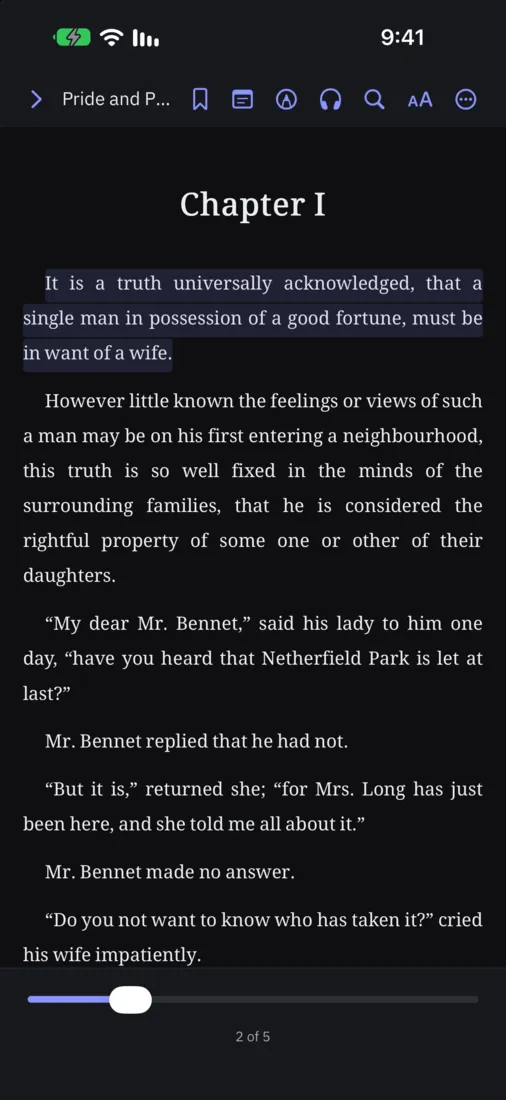 9:41
Pride and P...
AA
Chapter I
It is a truth universally acknowledged, that a
single man in possession of a good fortune, must be
in want of a wife.
However little known the feelings or views of such
a man may be on his first entering a neighbourhood,
this truth is so well fixed in the minds of the
surrounding families, that he is considered the
rightful property of some one or other of their
daughters.
“My dear Mr. Bennet,” said his lady to him one
day, “have you heard that Netherfield Park is let at
last?”
Mr. Bennet replied that he had not.
“But it is,” returned she; “for Mrs. Long has just
been here, and she told me all about it.”
Mr. Bennet made no answer.
“Do you not want to know who has taken it?” cried
his wife impatiently.
2 of 5